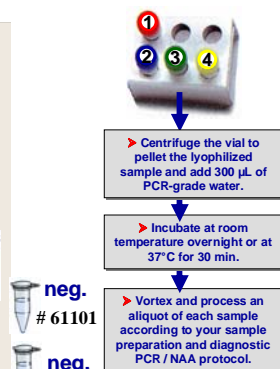 1
2 3 4
Centrifuge the vial to
pellet the lyophilized
sample and add 300 µL of
PCR-grade water.
Incubate at room
temperature overnight or at
37°C for 30 min.
neg.
# 61101
Vortex and process an
aliquot of each sample
according to your sample
preparation and diagnostic
PCR / NAA protocol.
neg.